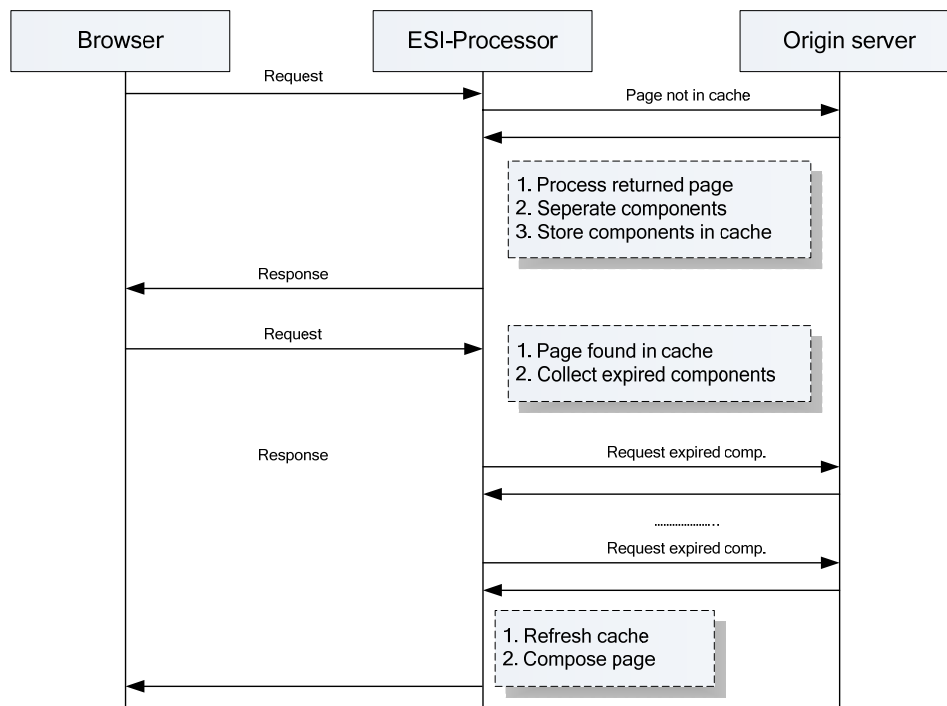 Browser
ESI-Processor
Origin server
Request
Page not in cache
1. Process returned page
2. Seperate components
3. Store components in cache
Response
Request
1. Page found in cache
2. Collect expired components
Response
Request expired comp.
......................
Request expired comp.
1. Refresh cache
2. Compose page